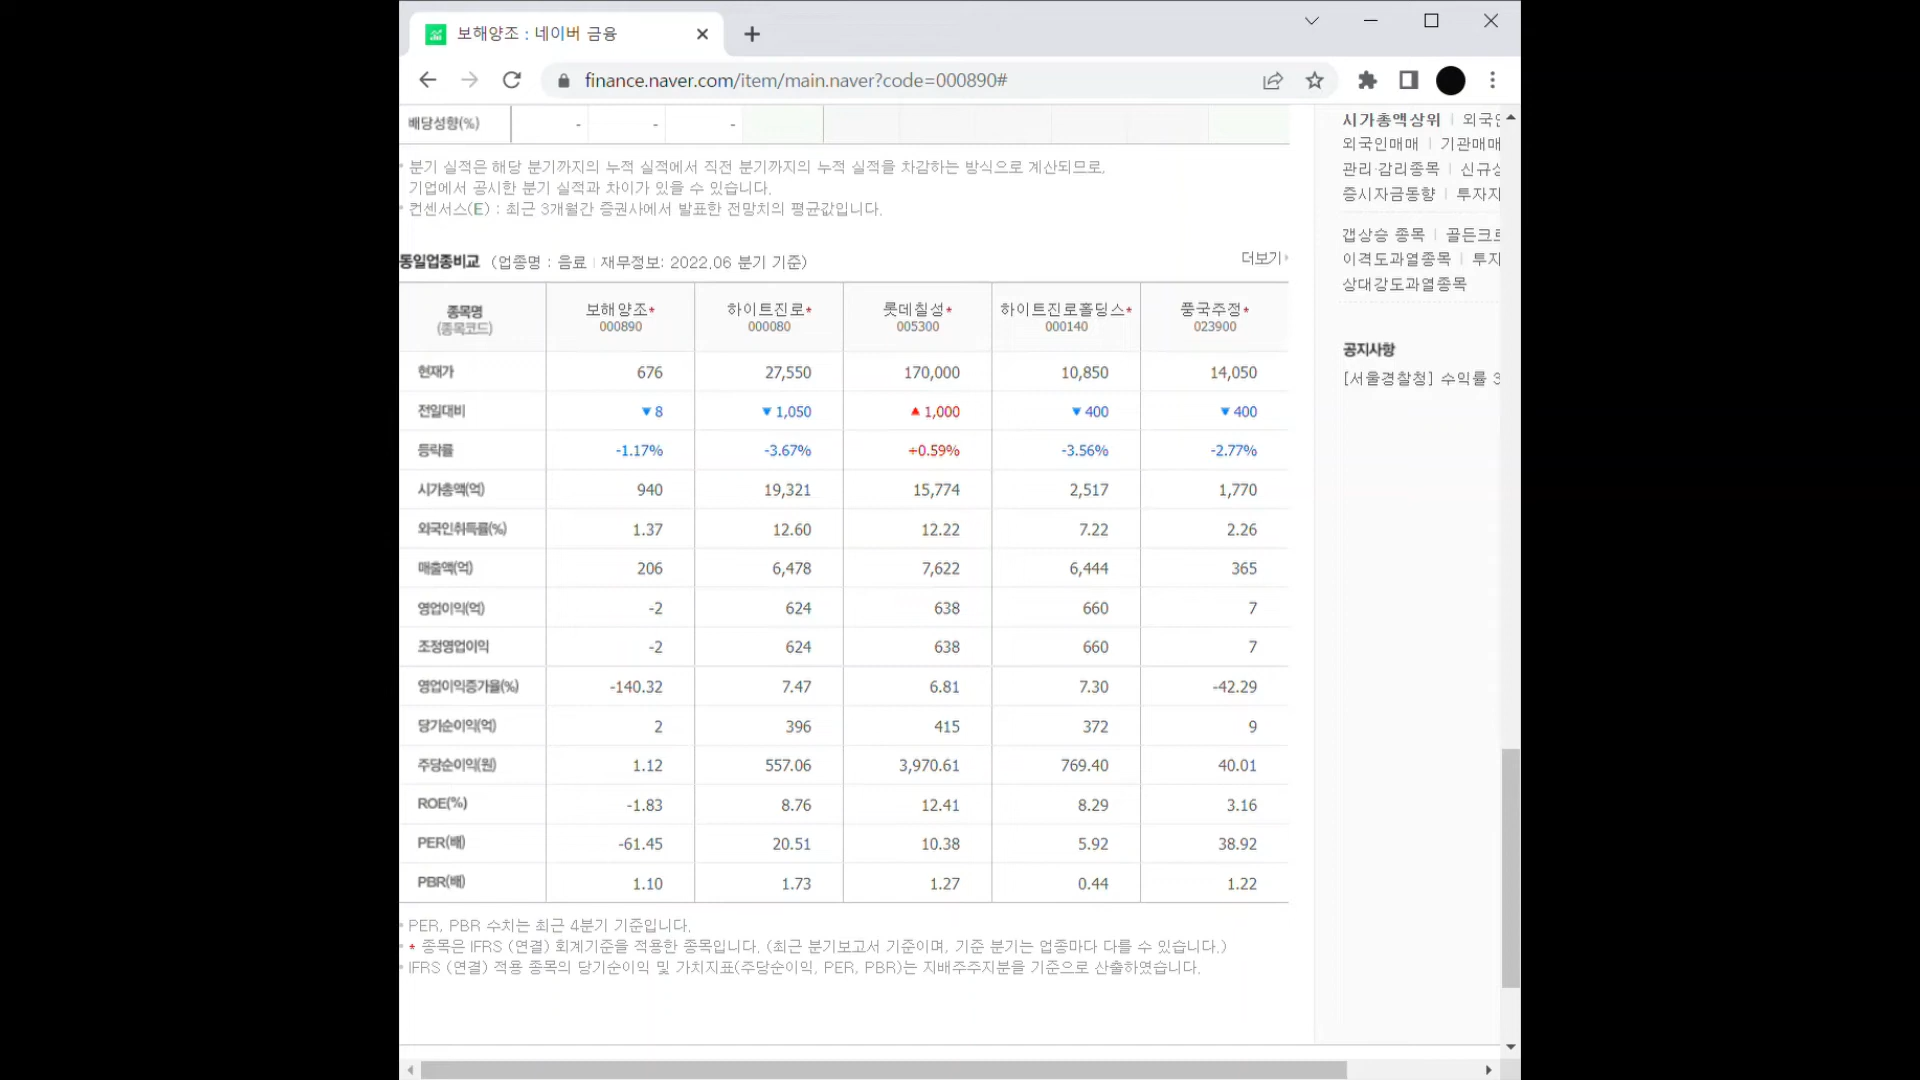 보해양조 : 네이버 금융
finance.naver.com/item/main.naver?code=000890#
배당성향(%) - - -
분기 실적은 해당 분기까지의 누적 실적에서 직전 분기까지의 누적 실적을 차감하는 방식으로 계산되므로,
기업에서 공시한 분기 실적과 차이가 있을 수 있습니다.
컨센서스(E) : 최근 3개월간 증권사에서 발표한 전망치의 평균값입니다.
동일업종비교 (업종명 : 음료 | 재무정보: 2022.06 분기 기준) 더보기
종목명 보해양조* 하이트진로* 롯데칠성* 하이트진로홀딩스* 풍국주정*
(종목코드) 000890 000080 005300 000140 023900
현재가 676 27,550 170,000 10,850 14,050
전일대비 ▼8 ▼1,050 ▲1,000 ▼400 ▼400
등락률 -1.17% -3.67% +0.59% -3.56% -2.77%
시가총액(억) 940 19,321 15,774 2,517 1,770
외국인취득률(%) 1.37 12.60 12.22 7.22 2.26
매출액(억) 206 6,478 7,622 6,444 365
영업이익(억) -2 624 638 660 7
조정영업이익 -2 624 638 660 7
영업이익증가율(%) -140.32 7.47 6.81 7.30 -42.29
당기순이익(억) 2 396 415 372 9
주당순이익(원) 1.12 557.06 3,970.61 769.40 40.01
ROE(%) -1.83 8.76 12.41 8.29 3.16
PER(배) -61.45 20.51 10.38 5.92 38.92
PBR(배) 1.10 1.73 1.27 0.44 1.22
PER, PBR 수치는 최근 4분기 기준입니다.
* 종목은 IFRS (연결) 회계기준을 적용한 종목입니다. (최근 분기보고서 기준이며, 기준 분기는 업종마다 다를 수 있습니다.)
IFRS (연결) 적용 종목의 당기순이익 및 가치지표(주당순이익, PER, PBR)는 지배주주지분을 기준으로 산출하였습니다.
시가총액상위 |
외국인매매 | 기관매매
관리·감리종목 |
증시자금동향 |
갭상승 종목 |
이격도과열종목 |
상대강도과열종목
공지사항
[서울경찰청] 수익률